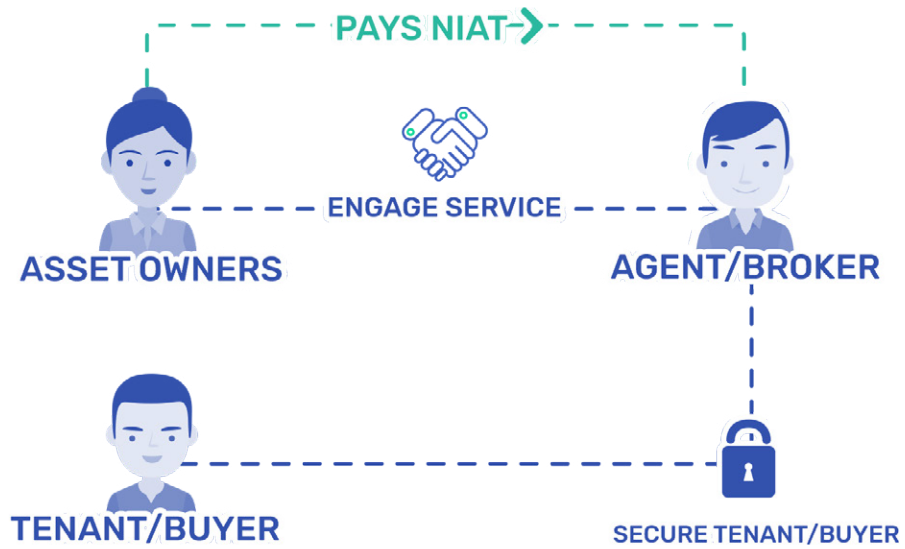 PAYS NIAT
ENGAGE SERVICE
ASSET OWNERS
AGENT/BROKER
TENANT/BUYER
SECURE TENANT/BUYER